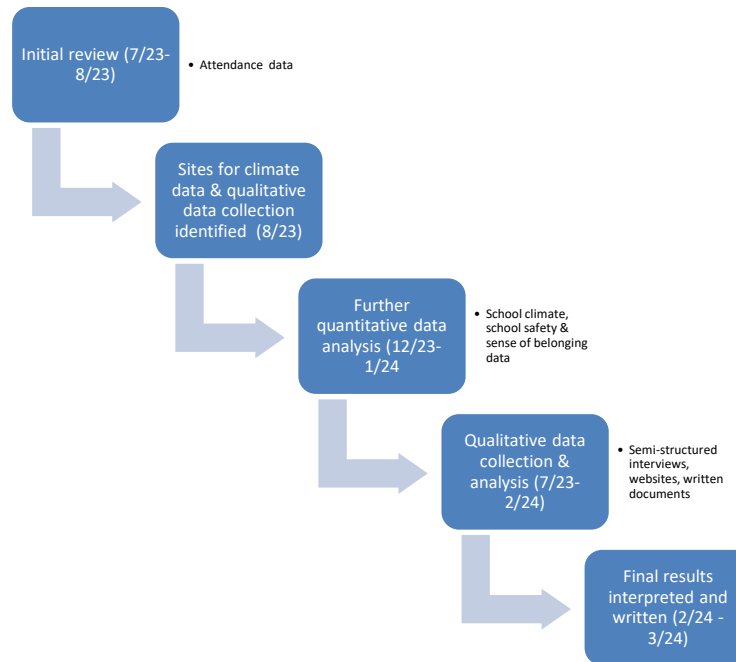 Initial review (7/23-
8/23)
• Attendance data
Sites for climate
data & qualitative
data collection
identified (8/23)
Further
quantitative data
analysis (12/23-
1/24
• School climate,
school safety &
sense of belonging
data
Qualitative data
collection &
analysis (7/23-
2/24)
• Semi-structured
interviews,
websites, written
documents
Final results
interpreted and
written (2/24 -
3/24)